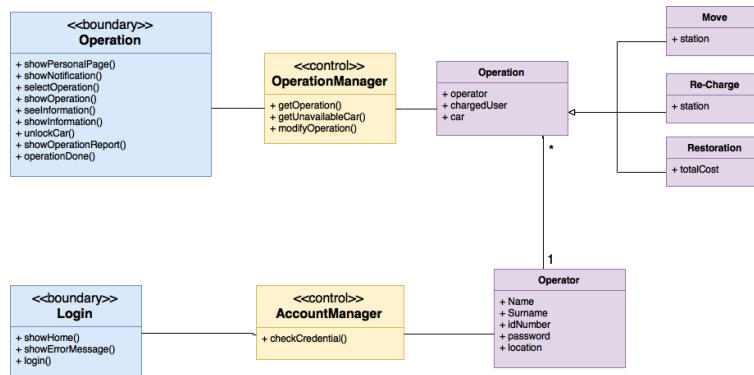 <<boundary>>
Operation
+ showPersonalPage()
+ showNotification()
+ selectOperation()
+ showOperation()
+ seeInformation()
+ showInformation()
+ unlockCar()
+ showOperationReport()
+ operationDone()
<<control>>
OperationManager
+ getOperation()
+ getUnavailableCar()
+ modifyOperation()
Operation
+ operator
+ chargedUser
+ car
Move
+ station
Re-Charge
+ station
Restoration
+ totalCost
*
1
<<boundary>>
Login
+ showHome()
+ showErrorMessage()
+ login()
<<control>>
AccountManager
+ checkCredential()
Operator
+ Name
+ Surname
+ idNumber
+ password
+ location